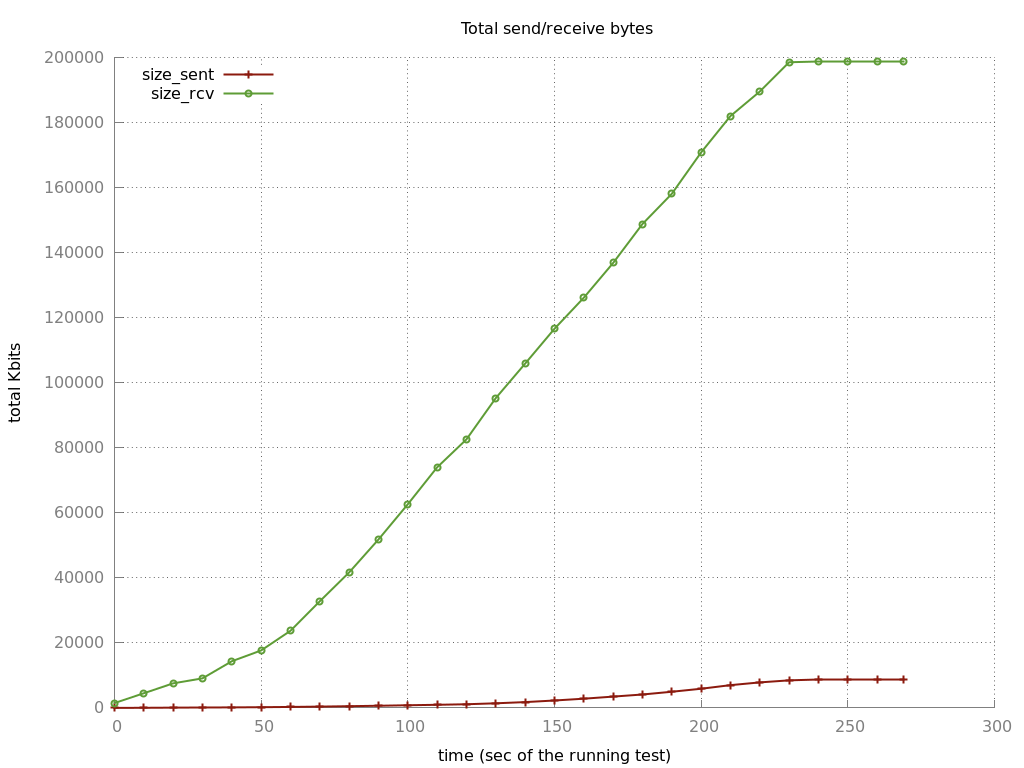 Total send/receive bytes
200000
180000
160000
140000
120000
100000
80000
60000
40000
20000
0
size_sent
size_rcv
total Kbits
0 50 100 150 200 250 300
time (sec of the running test)